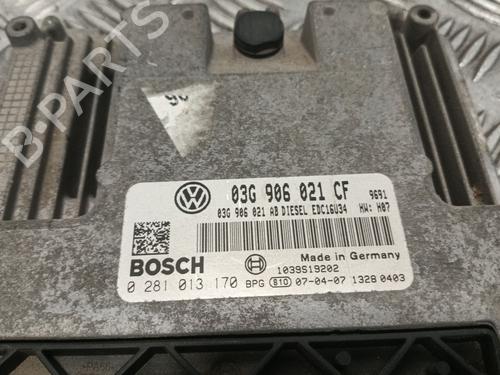 03G 906 021 CF 9691
03G 906 021 AB DIESEL EDC16U34 HW: H07
Made in Germany
BOSCH 1039S19202
0 281 013 170 BPG 810 07-04-07 1328 0403
B-PARTS